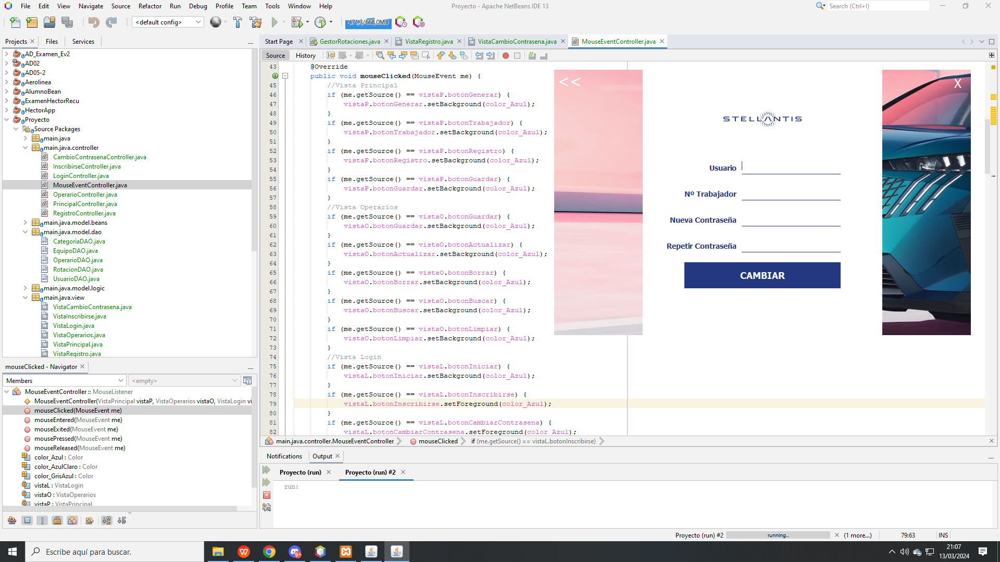 File Edit View Navigate Source Refactor Run Debug Profile Team Tools Window Help
Proyecto - Apache NetBeans IDE 13
Search (Ctrl+I)
<default config>
471,3/668,0MB
Projects Files Services
AD_Examen_Ev2
AD02
AD05-2
Aerolinea
AlumnoBean
ExamenHectorRecu
HectorApp
Proyecto
Source Packages
main.java
main.java.controller
CambioContrasenaController.java
InscribirseController.java
LoginController.java
MouseEventController.java
OperarioController.java
PrincipalController.java
RegistroController.java
main.java.model.beans
main.java.model.dao
CategoriaDAO.java
EquipoDAO.java
OperarioDAO.java
RotacionDAO.java
UsuarioDAO.java
main.java.model.logic
main.java.view
VistaCambioContrasena.java
VistaInscribirse.java
VistaLogin.java
VistaOperarios.java
VistaPrincipal.java
VistaRegistro.java
mouseClicked - Navigator
Members
<empty>
MouseEventController :: MouseListener
MouseEventController(VistaPrincipal vistaP, VistaOperarios vistaO, VistaLogin vi
mouseClicked(MouseEvent me)
mouseEntered(MouseEvent me)
mouseExited(MouseEvent me)
mousePressed(MouseEvent me)
mouseReleased(MouseEvent me)
color_Azul : Color
color_AzulClaro : Color
color_GrisAzul : Color
vistaL : VistaLogin
vistaO : VistaOperarios
vistaP : VistaPrincipal
Start Page GestorRotaciones.java VistaRegistro.java VistaCambioContrasena.java MouseEventController.java
Source History
43 @Override
public void mouseClicked(MouseEvent me) {
45 //Vista Principal
46 if (me.getSource() == vistaP.botonGenerar) {
47 vistaP.botonGenerar.setBackground(color_Azul);
48 }
49 if (me.getSource() == vistaP.botonTrabajador) {
50 vistaP.botonTrabajador.setBackground(color_Azul);
51 }
52 if (me.getSource() == vistaP.botonRegistro) {
53 vistaP.botonRegistro.setBackground(color_Azul);
54 }
55 if (me.getSource() == vistaP.botonGuardar) {
56 vistaP.botonGuardar.setBackground(color_Azul);
57 }
58 //Vista Operarios
59 if (me.getSource() == vistaO.botonGuardar) {
60 vistaO.botonGuardar.setBackground(color_Azul);
61 }
62 if (me.getSource() == vistaO.botonActualizar) {
63 vistaO.botonActualizar.setBackground(color_Azul);
64 }
65 if (me.getSource() == vistaO.botonBorrar) {
66 vistaO.botonBorrar.setBackground(color_Azul);
67 }
68 if (me.getSource() == vistaO.botonBuscar) {
69 vistaO.botonBuscar.setBackground(color_Azul);
70 }
71 if (me.getSource() == vistaO.botonLimpiar) {
72 vistaO.botonLimpiar.setBackground(color_Azul);
73 }
74 //Vista Login
75 if (me.getSource() == vistaL.botonIniciar) {
76 vistaL.botonIniciar.setBackground(color_Azul);
77 }
78 if (me.getSource() == vistaL.botonInscribirse) {
79 vistaL.botonInscribirse.setForeground(color_Azul);
80 }
81 if (me.getSource() == vistaL.botonCambiarContrasena) {
82 vistaL.botonCambiarContrasena.setForeground(color_Azul);
main.java.controller.MouseEventController mouseClicked if (me.getSource() == vistaL.botonInscribirse)
<<
X
STELLANTIS
Usuario
Nº Trabajador
Nueva Contraseña
Repetir Contraseña
CAMBIAR
Notifications Output
Proyecto (run) Proyecto (run) #2
run:
Proyecto (run) #2 running... (1 more...) 79:63 INS
Escribe aquí para buscar.
9+
21:07
13/03/2024